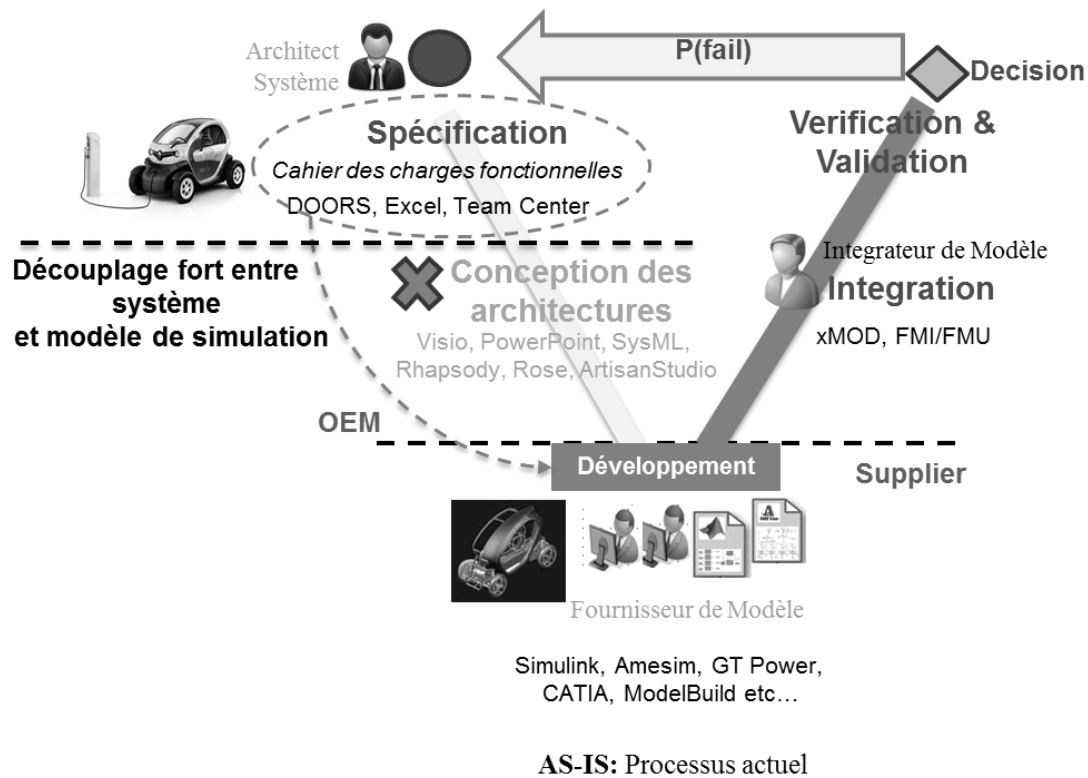 Architect
Système
P(fail)
Decision
Spécification
Cahier des charges fonctionnelles
DOORS, Excel, Team Center
Verification &
Validation
Découplage fort entre
système
et modèle de simulation
Conception des
architectures
Visio, PowerPoint, SysML,
Rhapsody, Rose, ArtisanStudio
Integrateur de Modèle
Integration
xMOD, FMI/FMU
OEM
Développement
Supplier
Fournisseur de Modèle
Simulink, Amesim, GT Power,
CATIA, ModelBuild etc…
AS-IS: Processus actuel